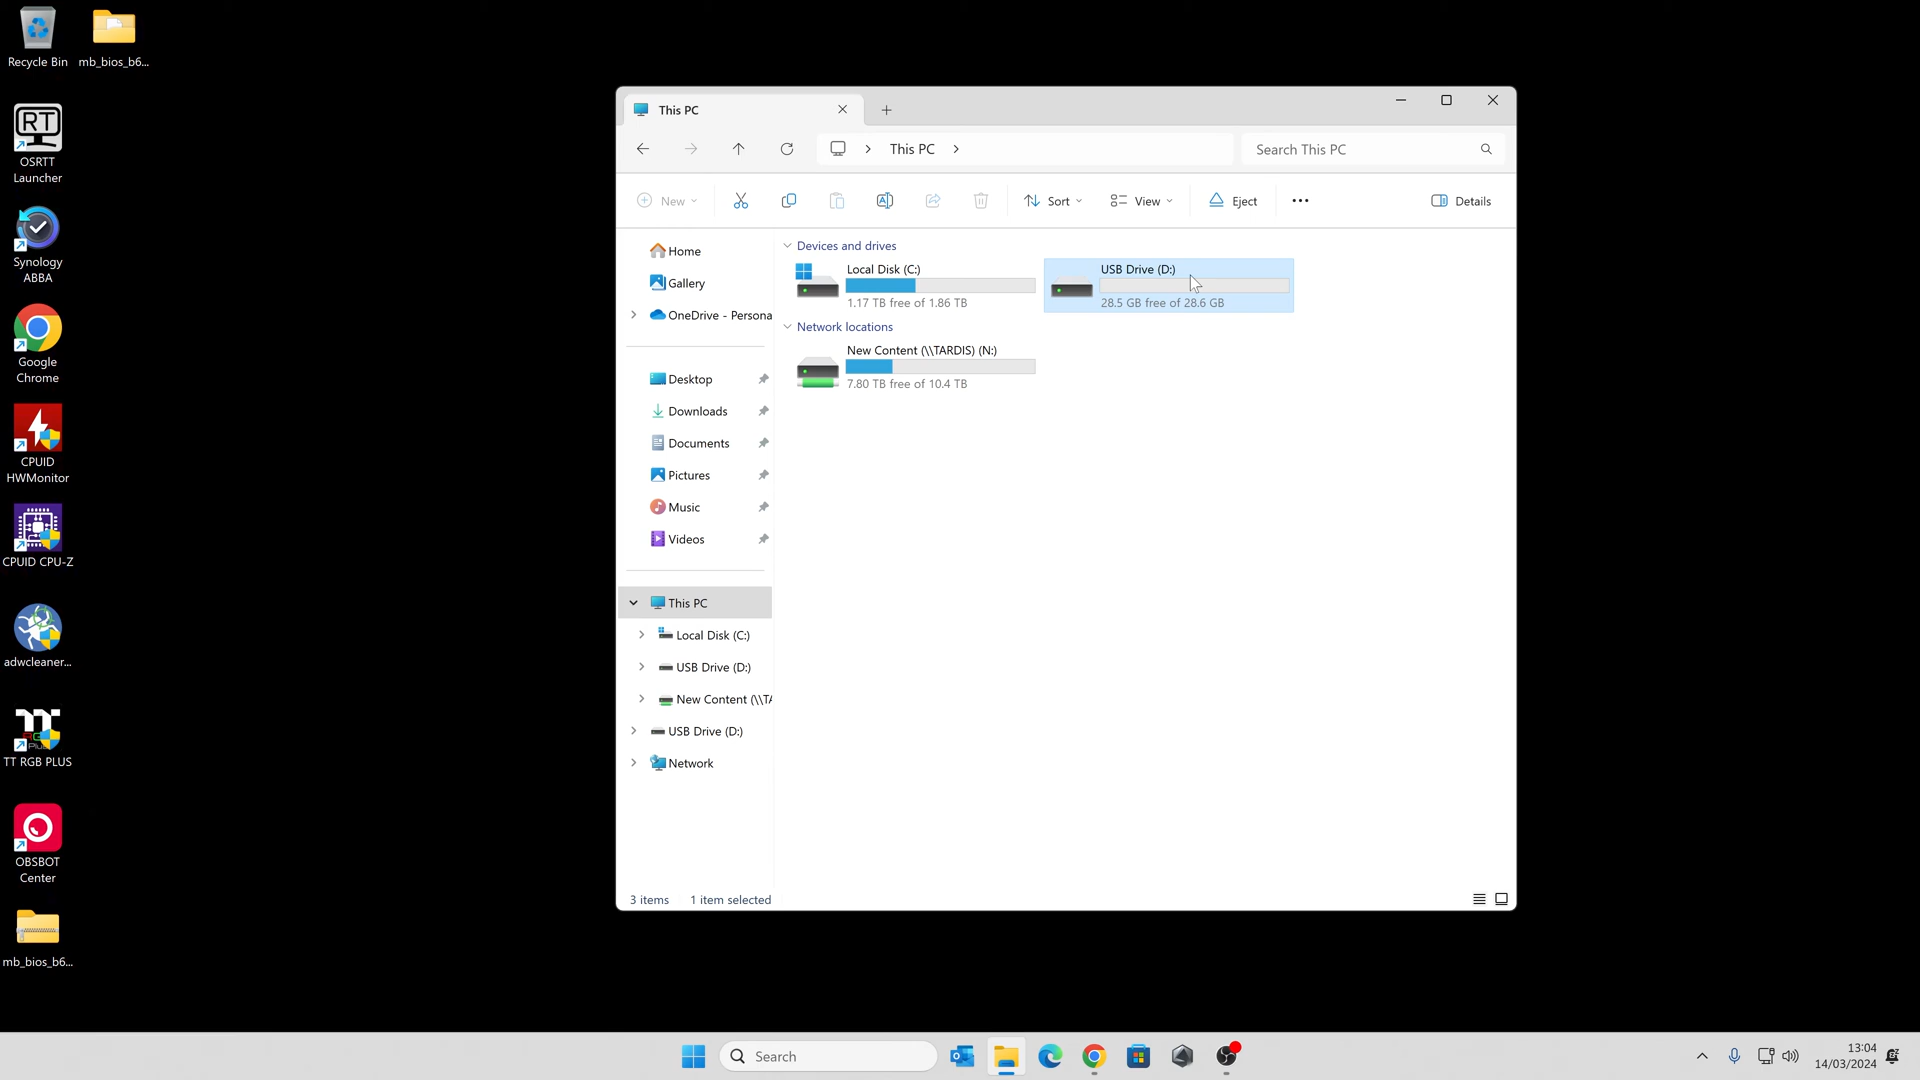 Recycle Bin
mb_bios_b6...
OSRTT
Launcher
Synology
ABBA
Google
Chrome
CPUID
HWMonitor
CPUID CPU-Z
adwcleaner...
TT RGB PLUS
OBSBOT
Center
mb_bios_b6...
This PC
This PC
Search This PC
New
Sort
View
Eject
Details
Home
Gallery
OneDrive - Persona
Desktop
Downloads
Documents
Pictures
Music
Videos
This PC
Local Disk (C:)
USB Drive (D:)
New Content (\\TA
USB Drive (D:)
Network
Devices and drives
Local Disk (C:)
1.17 TB free of 1.86 TB
USB Drive (D:)
28.5 GB free of 28.6 GB
Network locations
New Content (\\TARDIS) (N:)
7.80 TB free of 10.4 TB
3 items 1 item selected
Search
13:04
14/03/2024